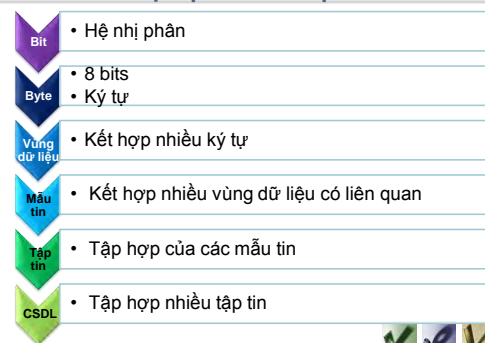 Bit
• Hệ nhị phân
Byte
• 8 bits
• Ký tự
Vùng
dữ liệu
• Kết hợp nhiều ký tự
Mẫu
tin
• Kết hợp nhiều vùng dữ liệu có liên quan
Tập
tin
• Tập hợp của các mẫu tin
CSDL
• Tập hợp nhiều tập tin